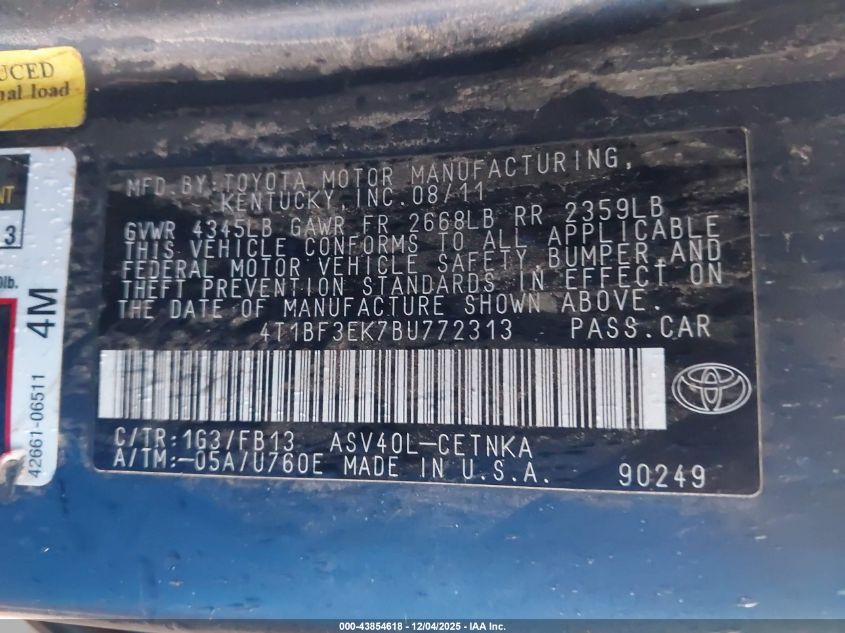 UCED
nal load
NT
3
0lb.
4M
42661-06511
MFD.BY:TOYOTA MOTOR MANUFACTURING,
KENTUCKY, INC.08/11
GVWR 4345LB GAWR FR 2668LB RR 2359LB
THIS VEHICLE CONFORMS TO ALL APPLICABLE
FEDERAL MOTOR VEHICLE SAFETY,BUMPER,AND
THEFT PREVENTION STANDARDS IN EFFECT ON
THE DATE OF MANUFACTURE SHOWN ABOVE.
4T1BF3EK7BU772313 PASS.CAR
C/TR:1G3/FB13 ASV40L-CETNKA
A/TM:-05A/U760E MADE IN U.S.A. 90249
000-43854618 - 12/04/2025 - IAA Inc.